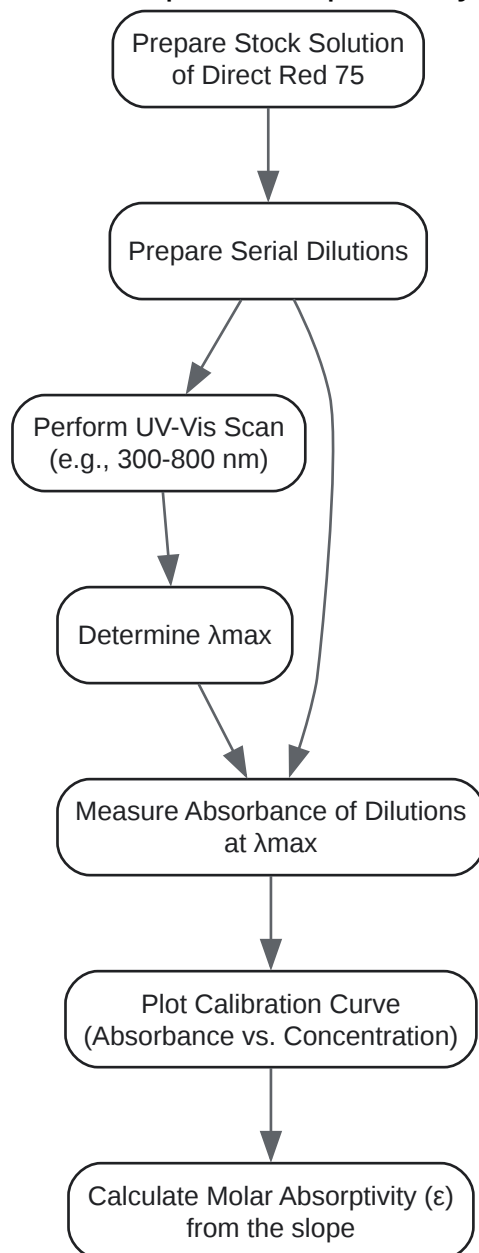 Prepare Stock Solution
of Direct Red 75
Prepare Serial Dilutions
Perform UV-Vis Scan
(e.g., 300-800 nm)
Determine λmax
Measure Absorbance of Dilutions
at λmax
Plot Calibration Curve
(Absorbance vs. Concentration)
Calculate Molar Absorptivity (ε)
from the slope